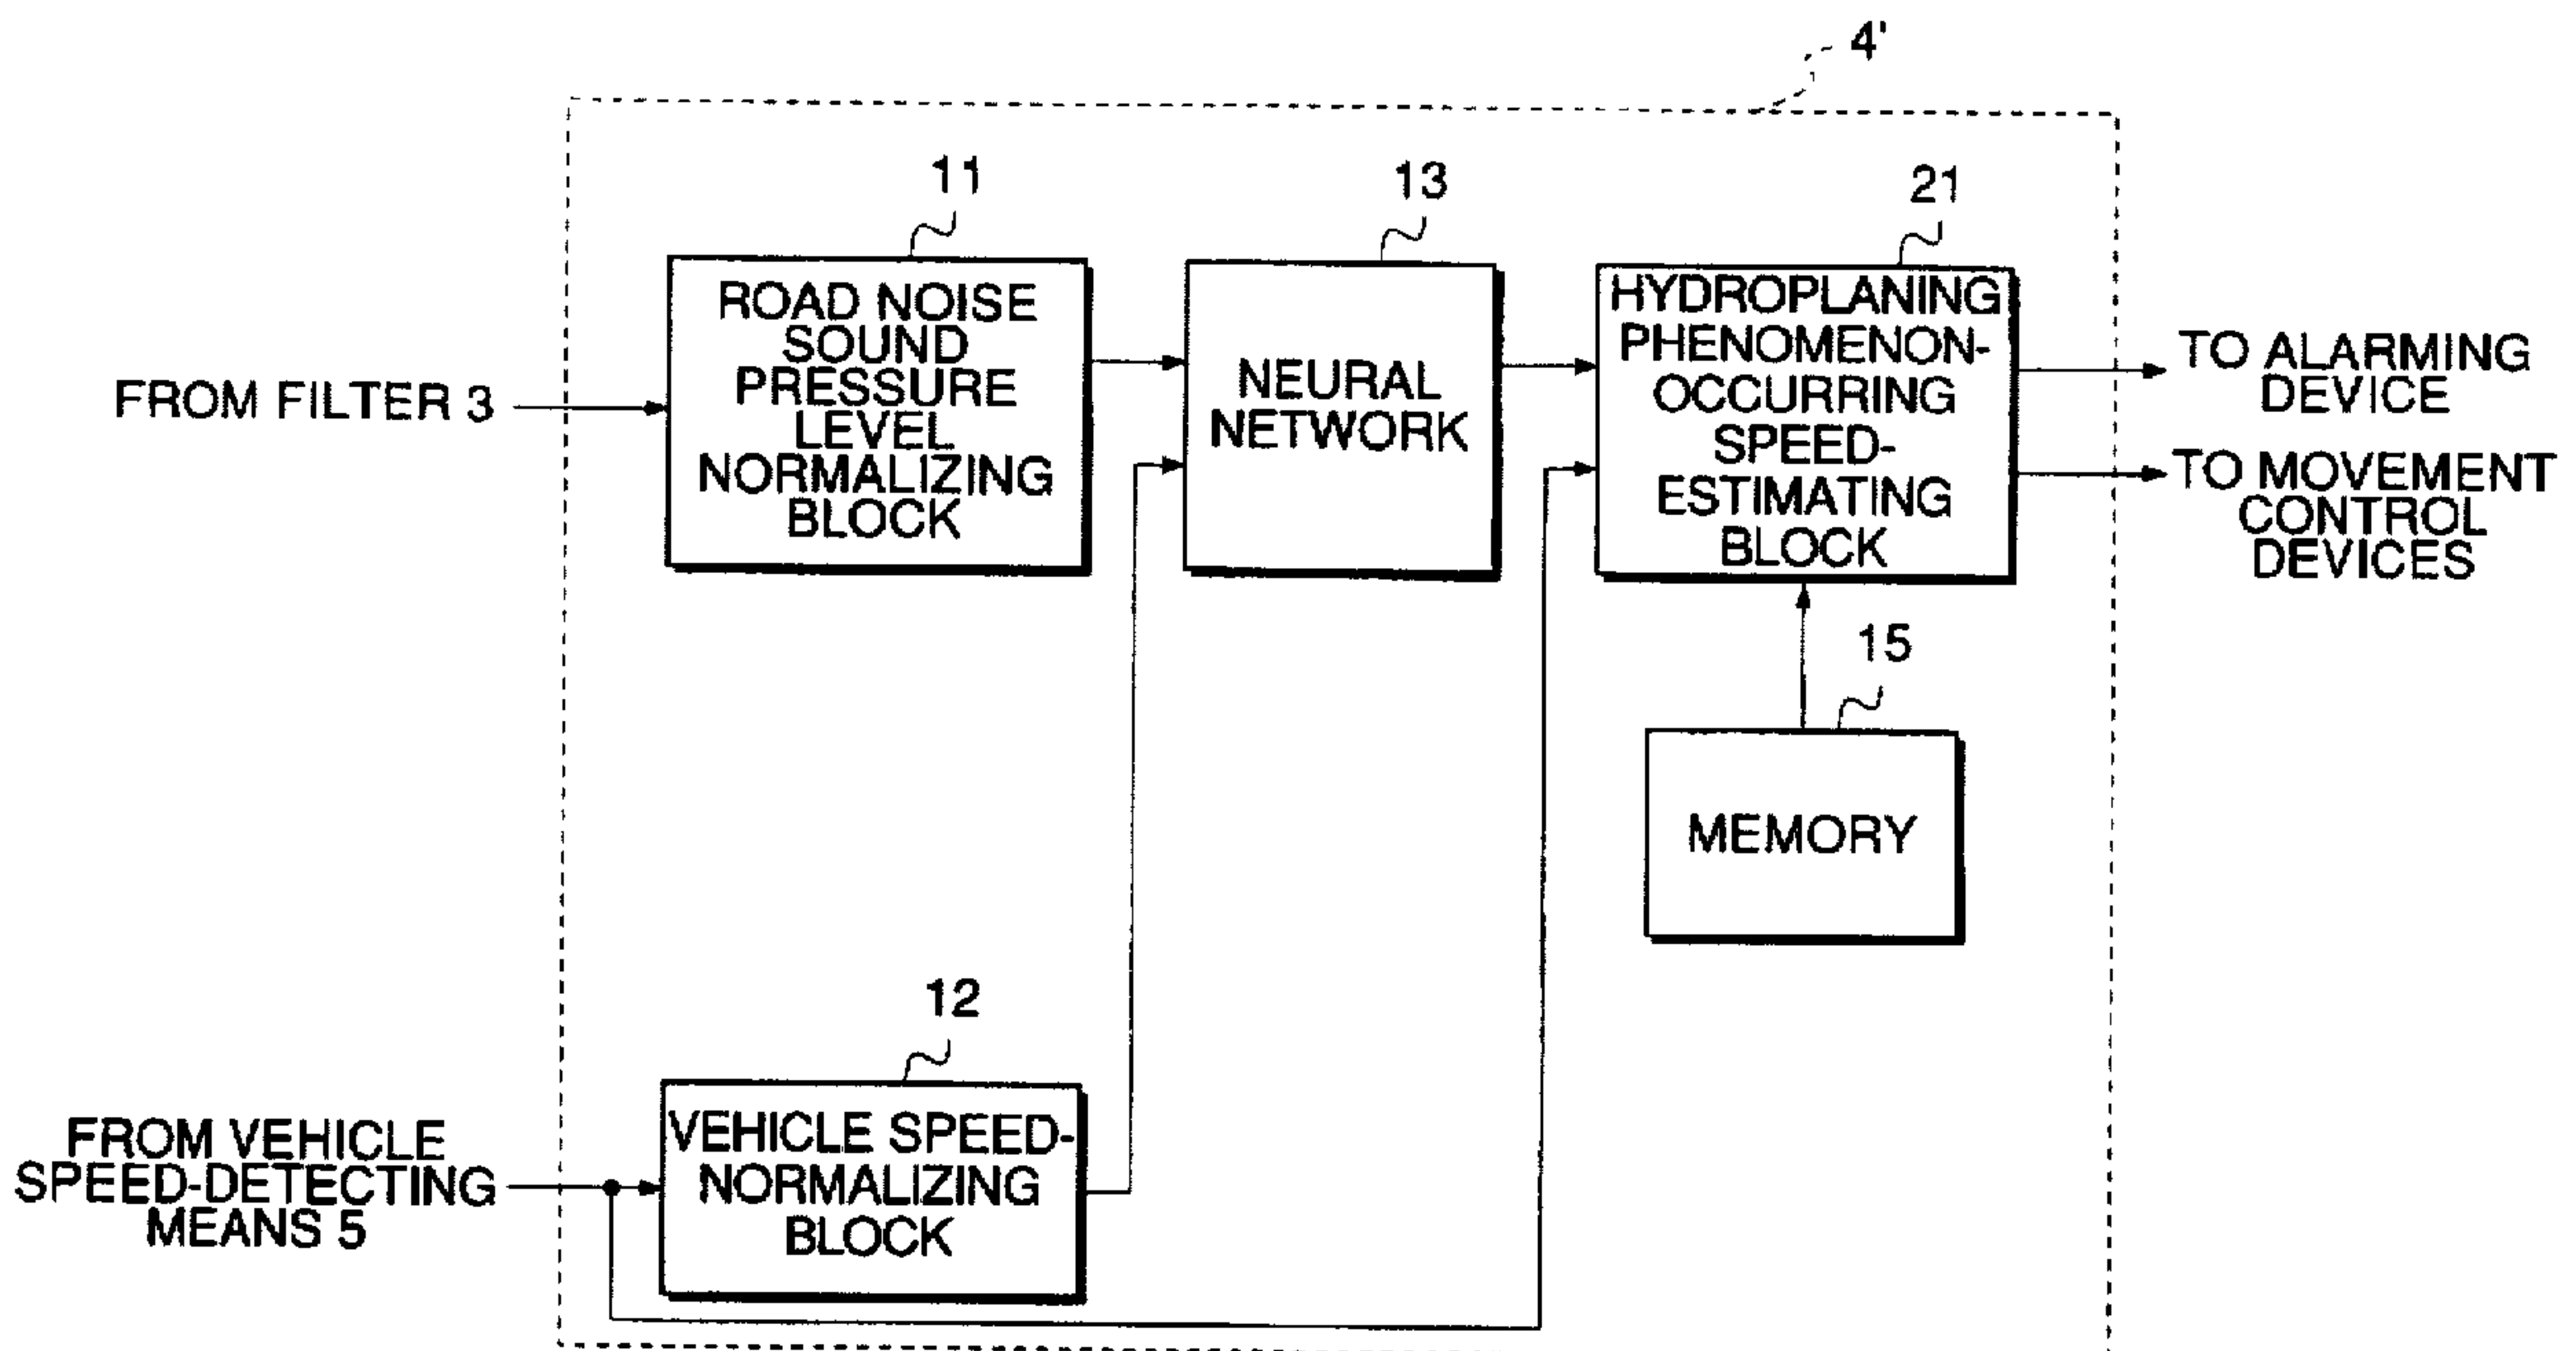 4'
11
13
21
ROAD NOISE
SOUND
PRESSURE
LEVEL
NORMALIZING
BLOCK
NEURAL
NETWORK
HYDROPLANING
PHENOMENON-
OCCURRING
SPEED-
ESTIMATING
BLOCK
FROM FILTER 3
TO ALARMING
DEVICE
TO MOVEMENT
CONTROL
DEVICES
15
MEMORY
12
VEHICLE SPEED-
NORMALIZING
BLOCK
FROM VEHICLE
SPEED-DETECTING
MEANS 5